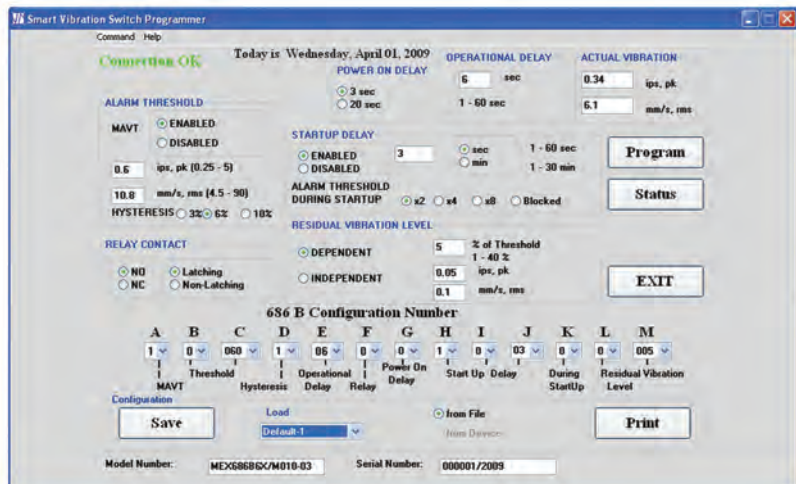 Smart Vibration Switch Programmer
Command Help
Connection OK
Today is Wednesday, April 01, 2009
POWER ON DELAY
3 sec
20 sec
OPERATIONAL DELAY
6 sec
1 - 60 sec
ACTUAL VIBRATION
0.34 ips, pk
6.1 mm/s, rms
ALARM THRESHOLD
MAVT
ENABLED
DISABLED
0.6 ips, pk (0.25 - 5)
10.8 mm/s, rms (4.5 - 90)
HYSTERESIS 3% 6% 10%
STARTUP DELAY
ENABLED
DISABLED
3
sec 1 - 60 sec
min 1 - 30 min
ALARM THRESHOLD
DURING STARTUP x2 x4 x8 Blocked
Program
Status
RELAY CONTACT
NO Latching
NC Non-Latching
RESIDUAL VIBRATION LEVEL
DEPENDENT
INDEPENDENT
5 % of Threshold
1 - 40 %
0.05 ips, pk
0.1 mm/s, rms
EXIT
686 B Configuration Number
A B C D E F G H I J K L M
1 0 060 1 06 0 0 1 0 03 0 0 005
MAVT
Threshold
Hysteresis
Operational Delay
Relay
Power On Delay
Start Up Delay
During StartUp
Residual Vibration Level
Configuration
Save
Load
Default-1
from File
from Device
Print
Model Number: MEX686B6X/M010-03 Serial Number: 000001/2009